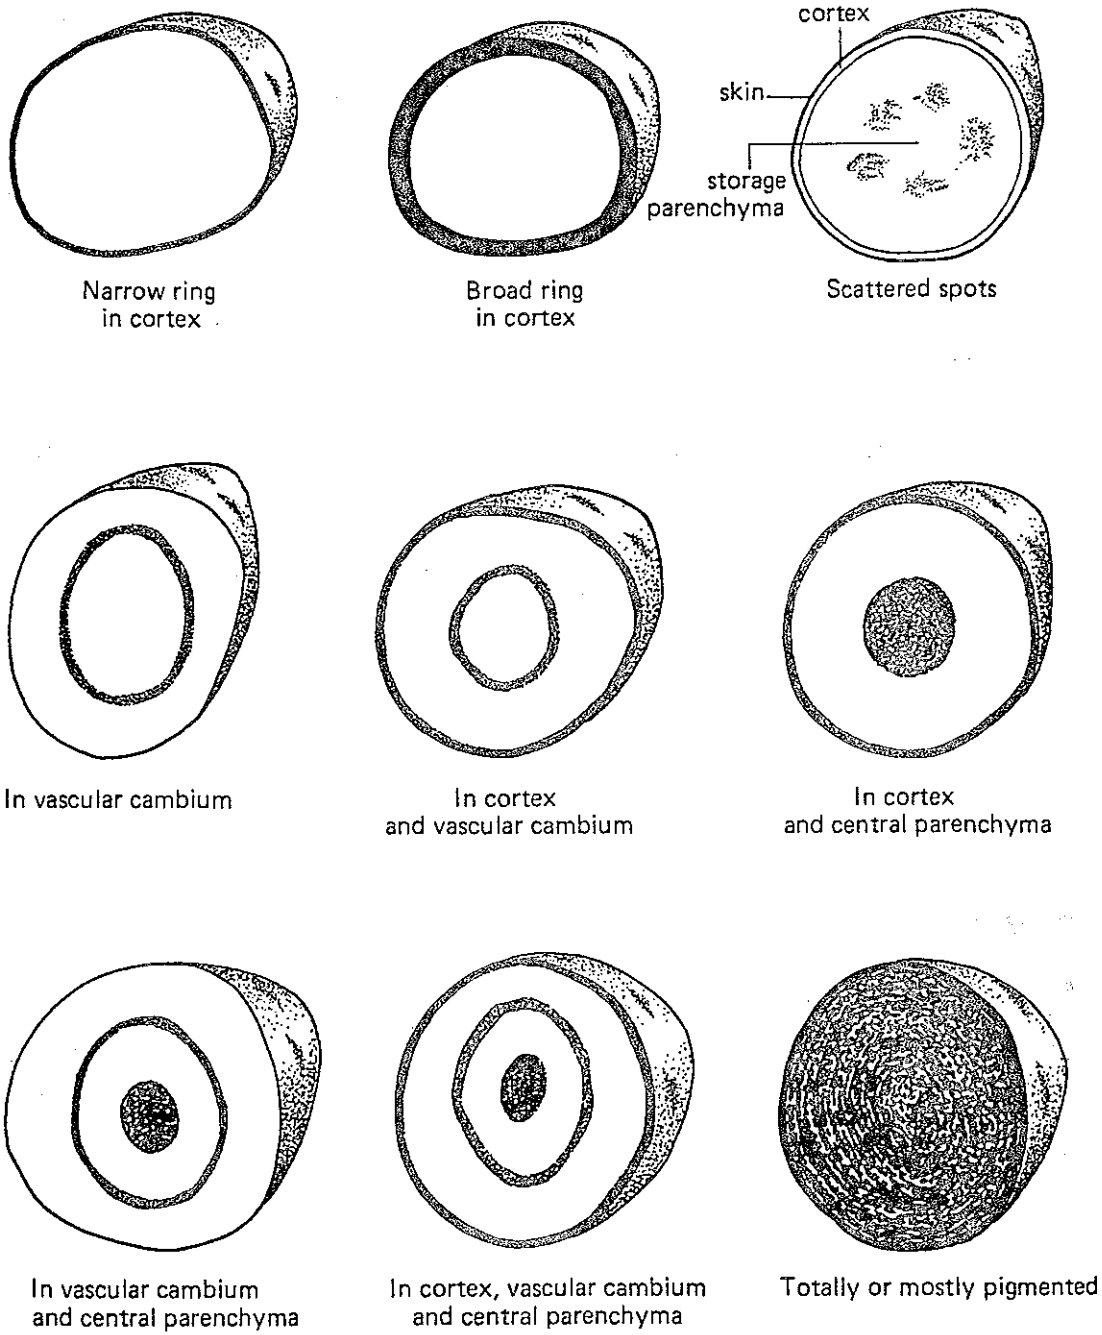 Narrow ring
in cortex
Broad ring
in cortex
cortex
skin
storage
parenchyma
Scattered spots
In vascular cambium
In cortex
and vascular cambium
In cortex
and central parenchyma
In vascular cambium
and central parenchyma
In cortex, vascular cambium
and central parenchyma
Totally or mostly pigmented